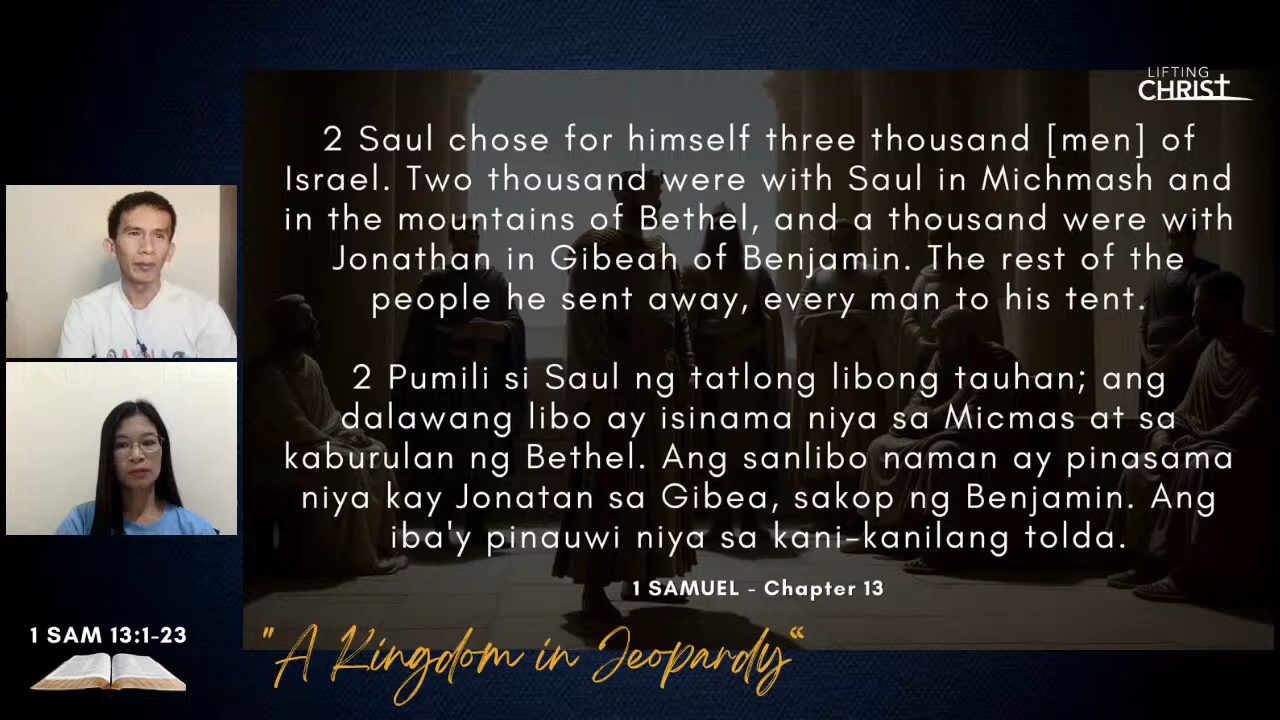 LIFTING
CHRIST
2 Saul chose for himself three thousand [men] of
Israel. Two thousand were with Saul in Michmash and
in the mountains of Bethel, and a thousand were with
Jonathan in Gibeah of Benjamin. The rest of the
people he sent away, every man to his tent.
2 Pumili si Saul ng tatlong libong tauhan; ang
dalawang libo ay isinama niya sa Micmas at sa
kaburulan ng Bethel. Ang sanlibo naman ay pinasama
niya kay Jonatan sa Gibea, sakop ng Benjamin. Ang
iba'y pinauwi niya sa kani-kanilang tolda.
1 SAMUEL - Chapter 13
1 SAM 13:1-23
"A Kingdom in Jeopardy“